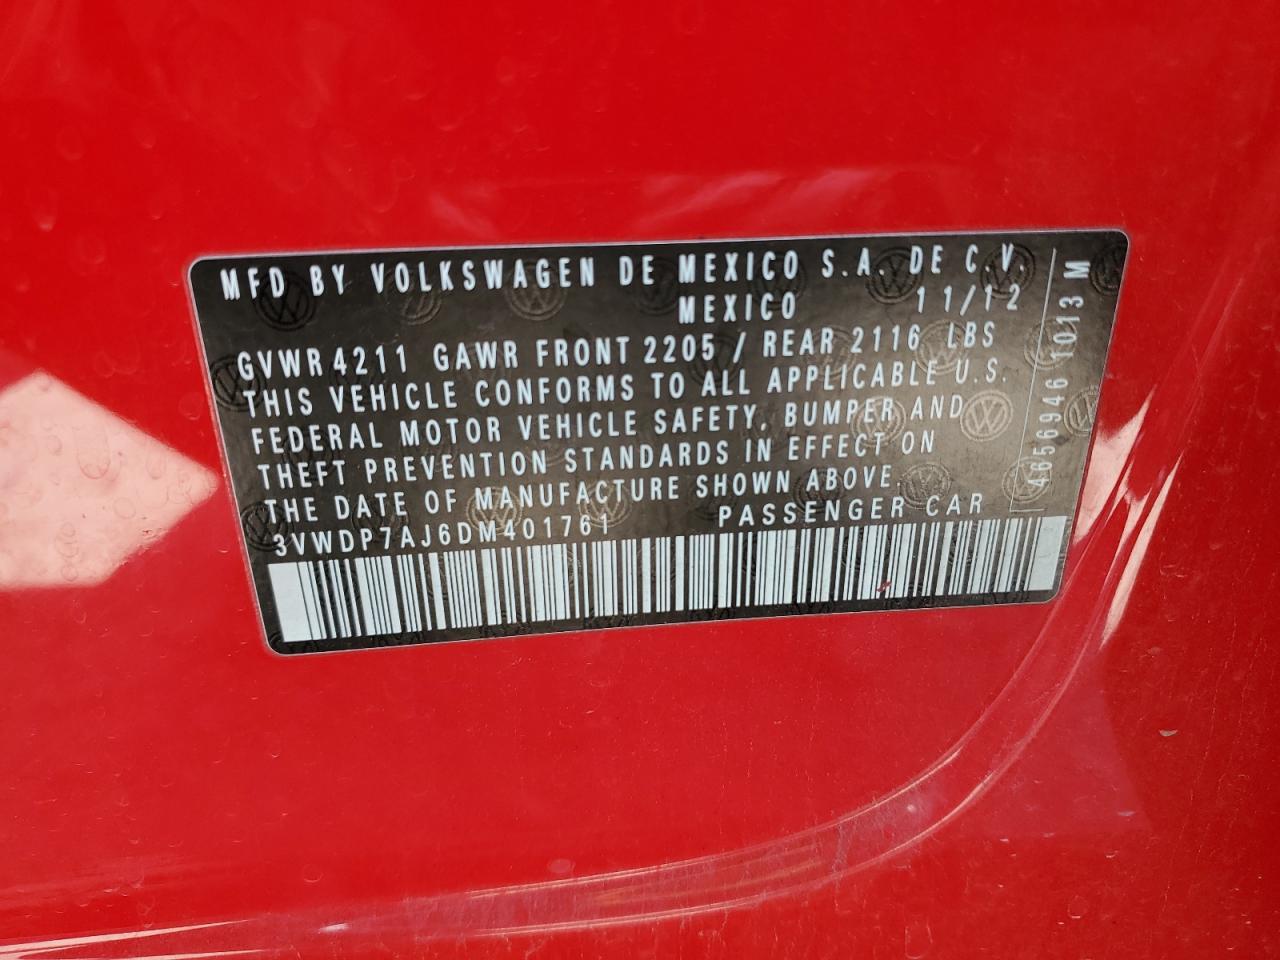 MFD BY VOLKSWAGEN DE MEXICO S.A. DE C.V.
MEXICO 11/12
GVWR 4211 GAWR FRONT 2205 / REAR 2116 LBS
THIS VEHICLE CONFORMS TO ALL APPLICABLE U.S.
FEDERAL MOTOR VEHICLE SAFETY, BUMPER AND
THEFT PREVENTION STANDARDS IN EFFECT ON
THE DATE OF MANUFACTURE SHOWN ABOVE.
3VWDP7AJ6DM401761 PASSENGER CAR
4656946 1013 M